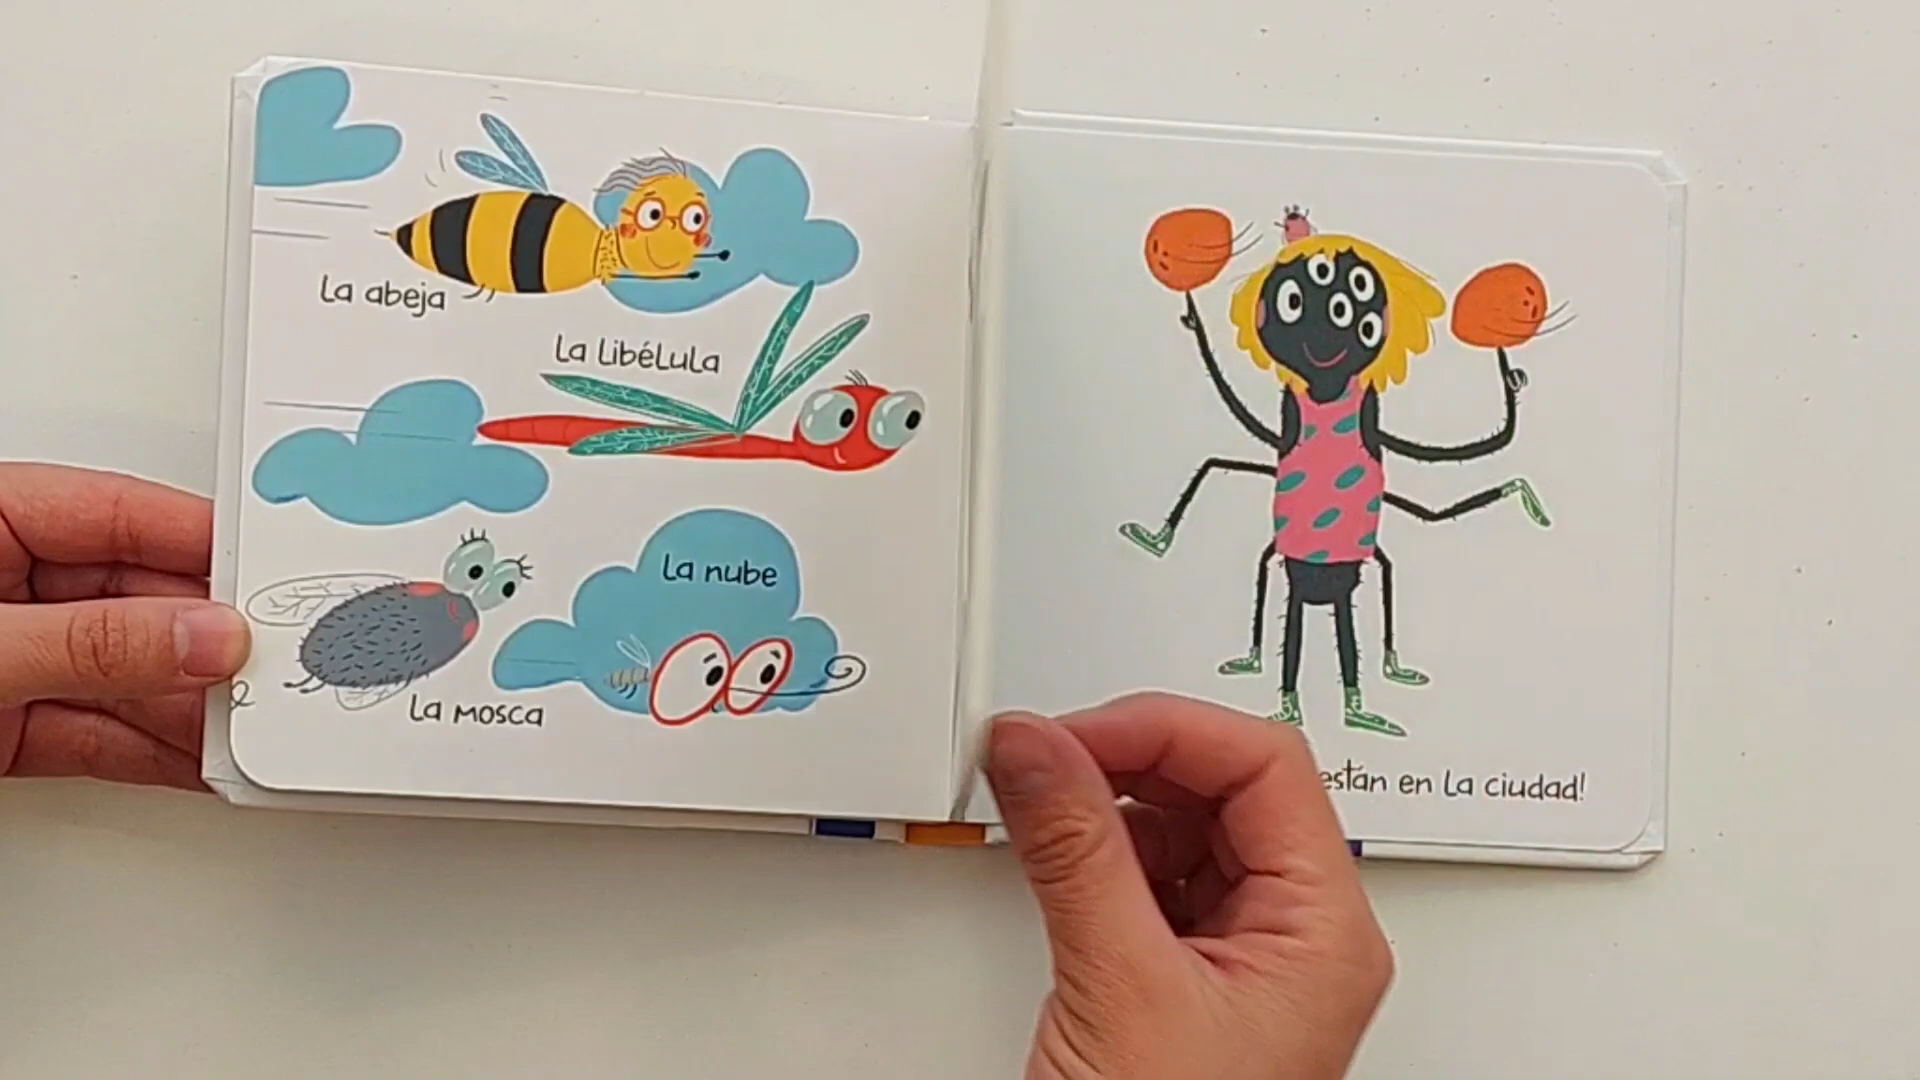 La abeja
La Libélula
La nube
La mosca
están en la ciudad!